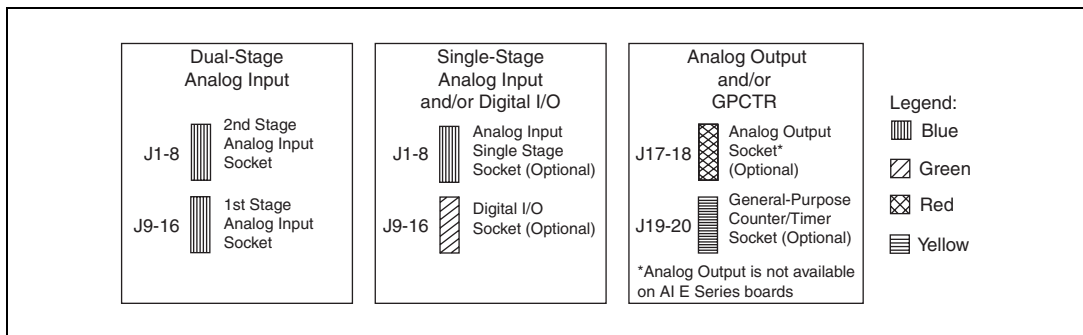 Dual-Stage
Analog Input
J1-8
2nd Stage
Analog Input
Socket
J9-16
1st Stage
Analog Input
Socket
Single-Stage
Analog Input
and/or Digital I/O
J1-8
Analog Input
Single Stage
Socket (Optional)
J9-16
Digital I/O
Socket (Optional)
Analog Output
and/or
GPCTR
J17-18
Analog Output
Socket*
(Optional)
J19-20
General-Purpose
Counter/Timer
Socket (Optional)
*Analog Output is not available
on AI E Series boards
Legend:
Blue
Green
Red
Yellow